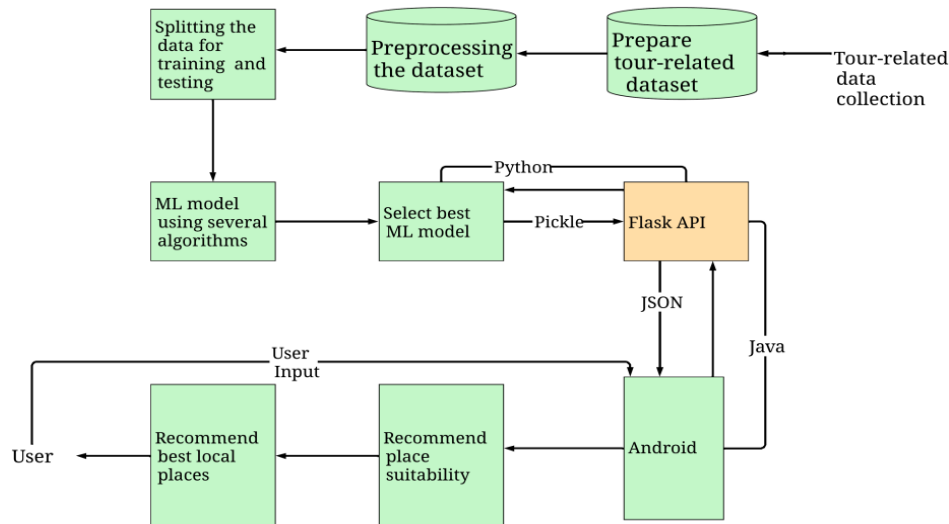 Splitting the
data for
training and
testing
Preprocessing
the dataset
Prepare
tour-related
dataset
Tour-related
data
collection
Python
ML model
using several
algorithms
Select best
ML model
Pickle
Flask API
JSON
Java
User
Input
User
Recommend
best local
places
Recommend
place
suitability
Android